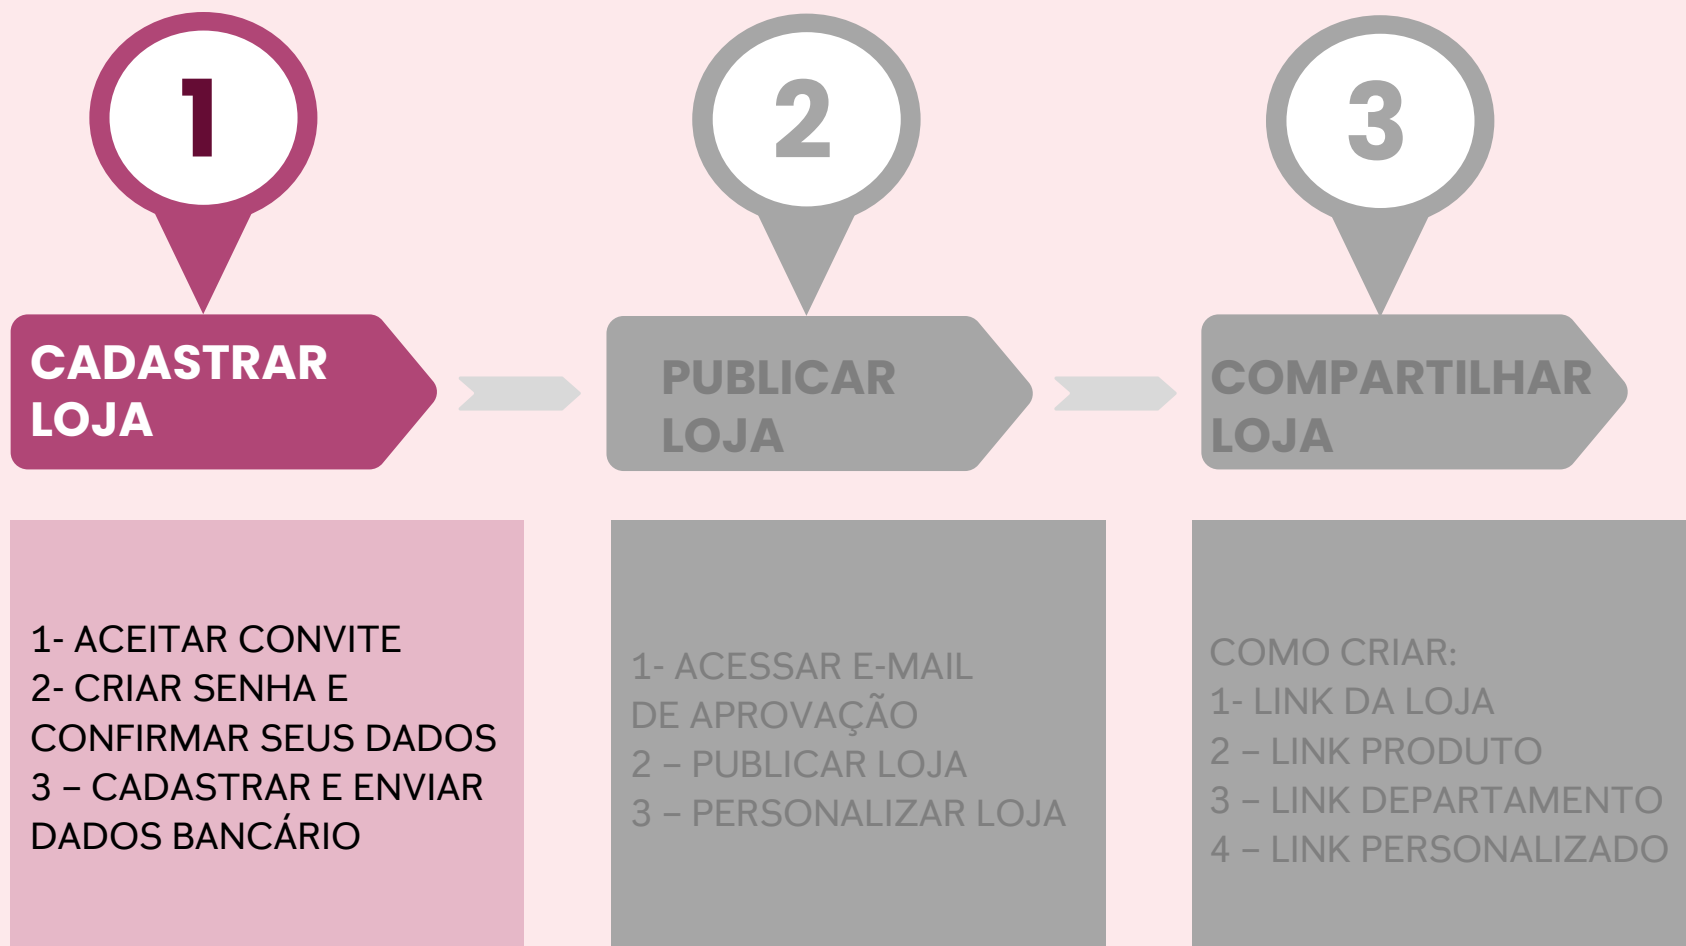 1
CADASTRAR
LOJA
1- ACEITAR CONVITE
2- CRIAR SENHA E
CONFIRMAR SEUS DADOS
3 – CADASTRAR E ENVIAR
DADOS BANCÁRIO
2
PUBLICAR
LOJA
1- ACESSAR E-MAIL
DE APROVAÇÃO
2 – PUBLICAR LOJA
3 – PERSONALIZAR LOJA
3
COMPARTILHAR
LOJA
COMO CRIAR:
1- LINK DA LOJA
2 – LINK PRODUTO
3 – LINK DEPARTAMENTO
4 – LINK PERSONALIZADO